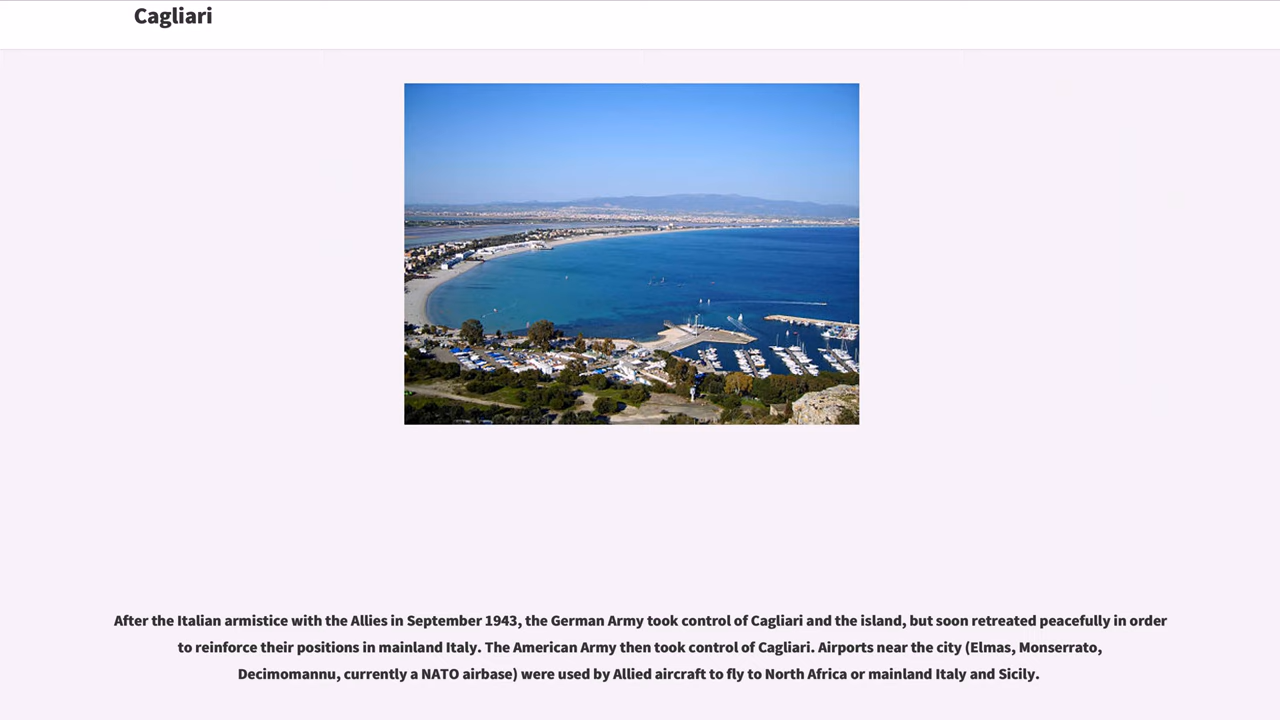 Cagliari
After the Italian armistice with the Allies in September 1943, the German Army took control of Cagliari and the island, but soon retreated peacefully in order
to reinforce their positions in mainland Italy. The American Army then took control of Cagliari. Airports near the city (Elmas, Monserrato,
Decimomannu, currently a NATO airbase) were used by Allied aircraft to fly to North Africa or mainland Italy and Sicily.